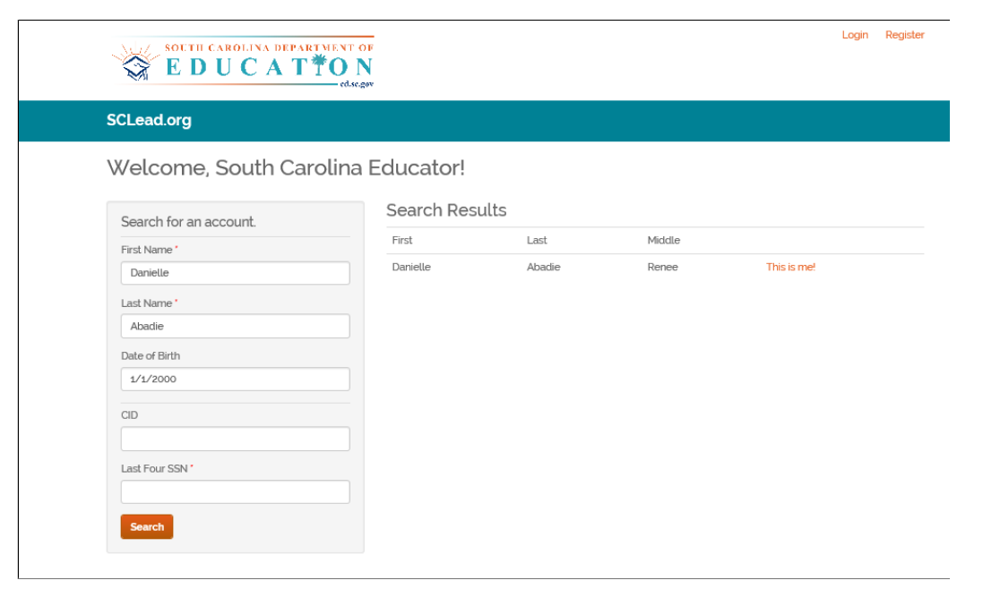 Login Register
SOUTH CAROLINA DEPARTMENT OF
EDUCATION
ed.sc.gov
SCLead.org
Welcome, South Carolina Educator!
Search for an account.
First Name *
Danielle
Last Name *
Abadie
Date of Birth
1/1/2000
CID
Last Four SSN *
Search
Search Results
First Last Middle
Danielle Abadie Renee This is me!